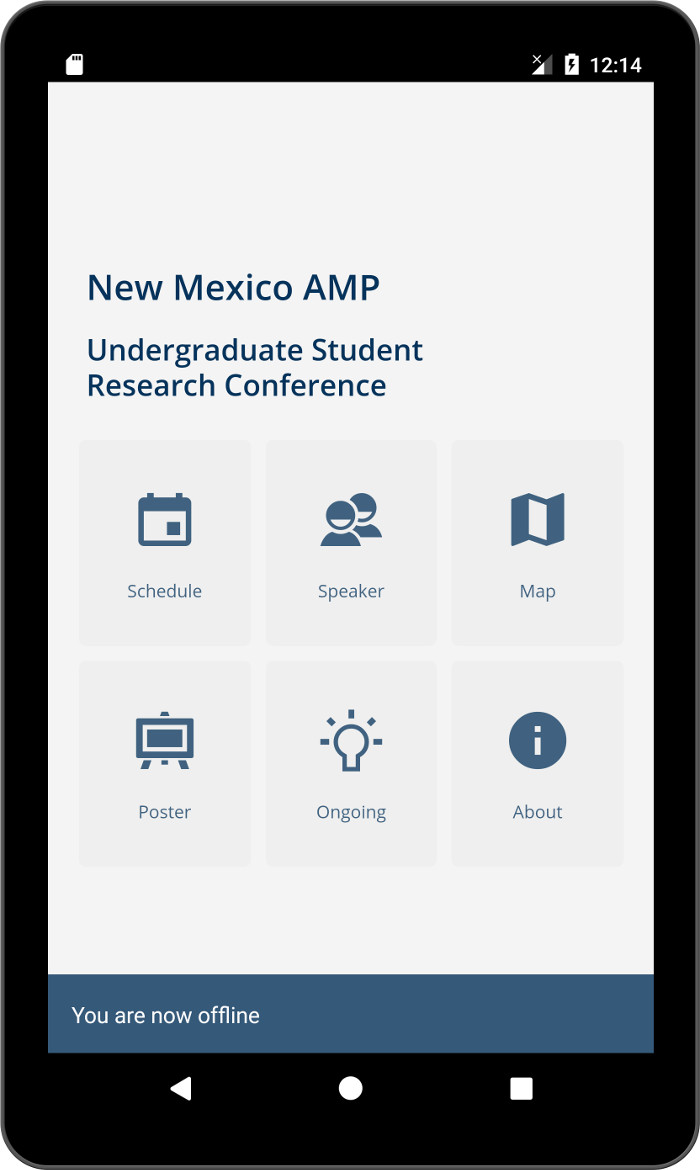 12:14
New Mexico AMP
Undergraduate Student
Research Conference
Schedule
Speaker
Map
Poster
Ongoing
About
You are now offline